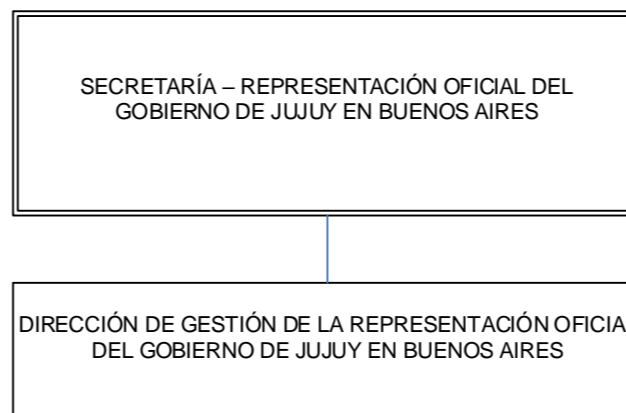 SECRETARÍA – REPRESENTACIÓN OFICIAL DEL
GOBIERNO DE JUJUY EN BUENOS AIRES
DIRECCIÓN DE GESTIÓN DE LA REPRESENTACIÓN OFICIA
DEL GOBIERNO DE JUJUY EN BUENOS AIRES